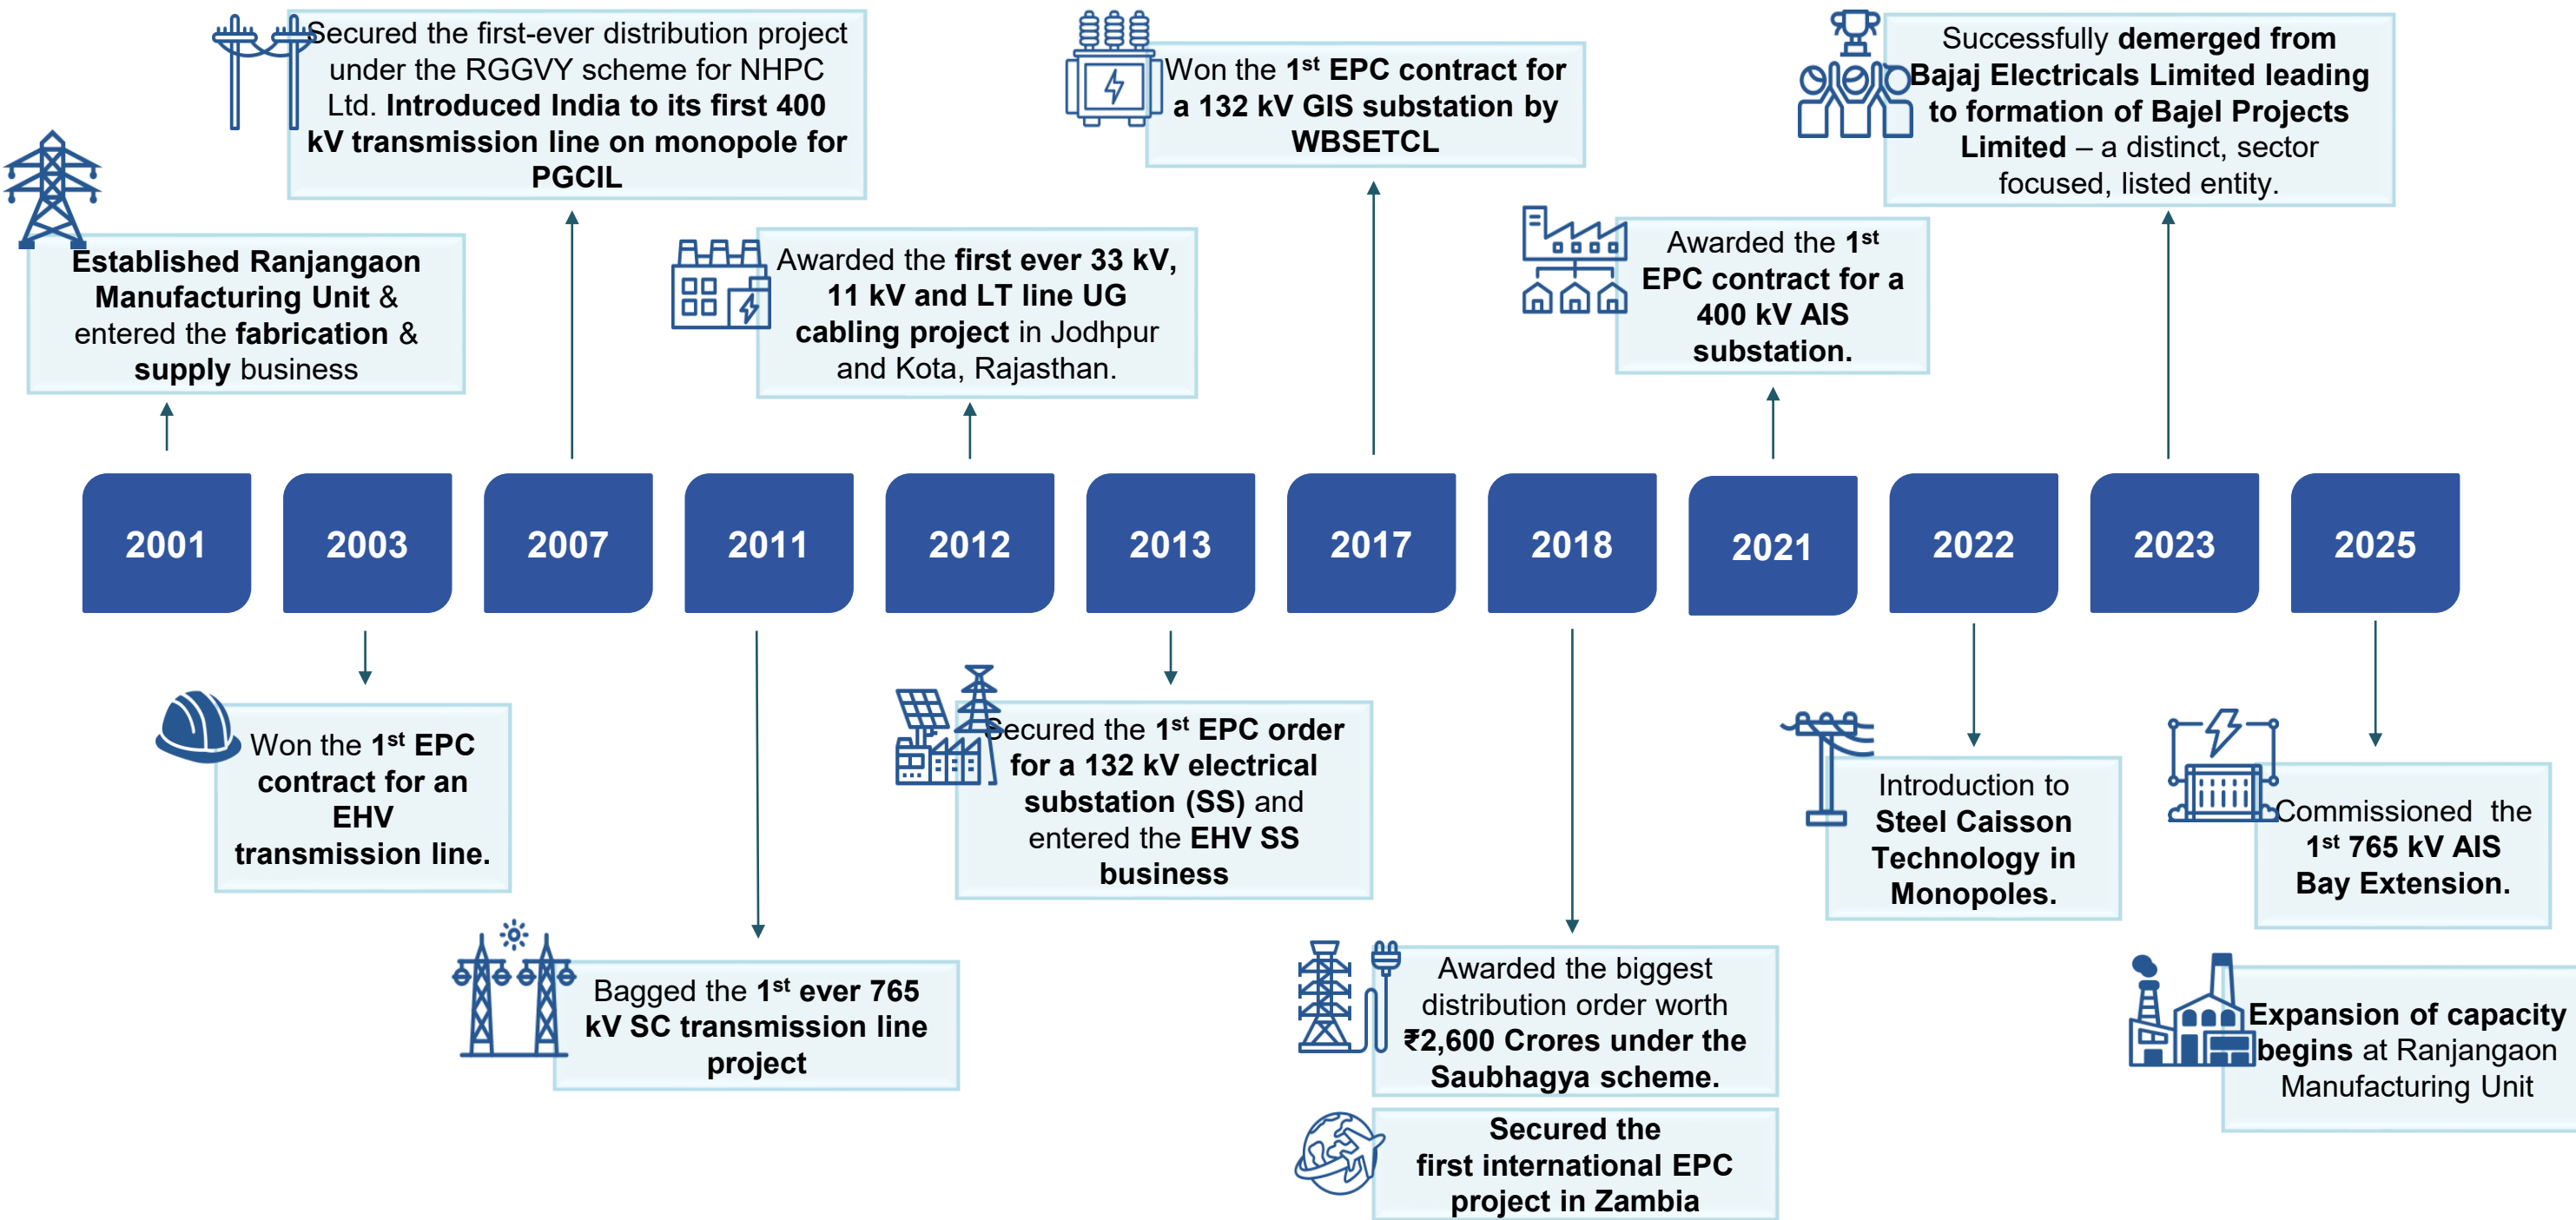 Secured the first-ever distribution project
under the RGGVY scheme for NHPC
Ltd. Introduced India to its first 400
kV transmission line on monopole for
PGCIL
Won the 1st EPC contract for
a 132 kV GIS substation by
WBSETCL
Successfully demerged from
Bajaj Electricals Limited leading
to formation of Bajel Projects
Limited – a distinct, sector
focused, listed entity.
Established Ranjangaon
Manufacturing Unit &
entered the fabrication &
supply business
Awarded the first ever 33 kV,
11 kV and LT line UG
cabling project in Jodhpur
and Kota, Rajasthan.
Awarded the 1st
EPC contract for a
400 kV AIS
substation.
2001
2003
2007
2011
2012
2013
2017
2018
2021
2022
2023
2025
Won the 1st EPC
contract for an
EHV
transmission line.
Secured the 1st EPC order
for a 132 kV electrical
substation (SS) and
entered the EHV SS
business
Introduction to
Steel Caisson
Technology in
Monopoles.
Commissioned the
1st 765 kV AIS
Bay Extension.
Bagged the 1st ever 765
kV SC transmission line
project
Awarded the biggest
distribution order worth
₹2,600 Crores under the
Saubhagya scheme.
Expansion of capacity
begins at Ranjangaon
Manufacturing Unit
Secured the
first international EPC
project in Zambia